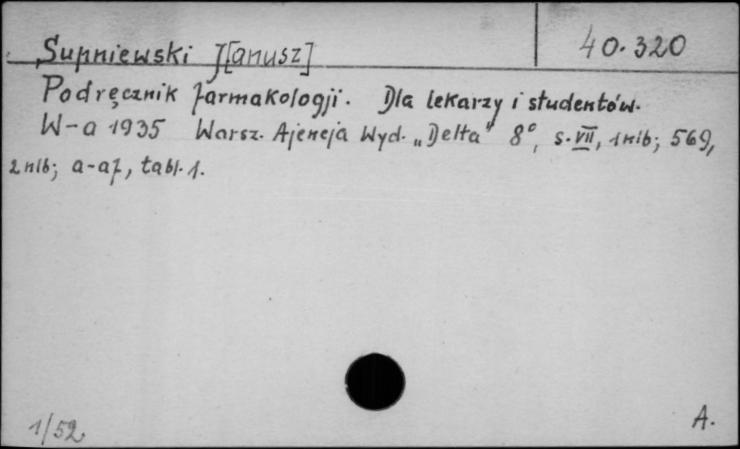 40.320
Supniewski J[anusz]
Podręcznik farmakologji. Dla lekarzy i studentów.
W-a 1935 Warsz. Ajencja Wyd. „Delta" 8°, s. VII, 1 nlb; 569,
2 nlb; a-af, tabl. 1.
1/52
A.